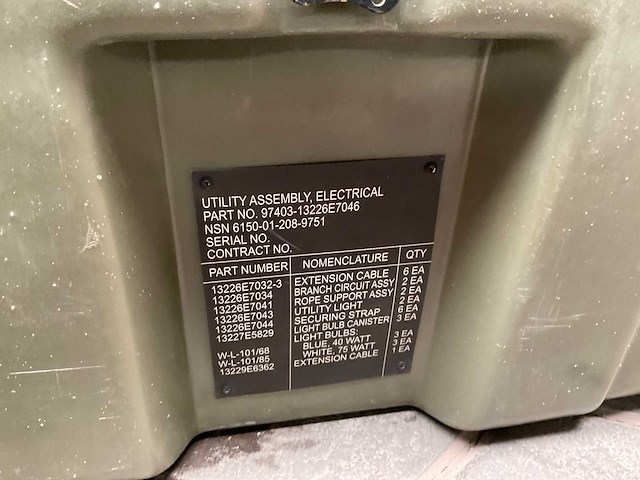 UTILITY ASSEMBLY, ELECTRICAL
PART NO. 97403-13226E7046
NSN 6150-01-208-9751
SERIAL NO.
CONTRACT NO.
PART NUMBER NOMENCLATURE QTY
13226E7032-3 EXTENSION CABLE 6 EA
13226E7034 BRANCH CIRCUIT ASSY 2 EA
13226E7041 ROPE SUPPORT ASSY 2 EA
13226E7043 UTILITY LIGHT 2 EA
13226E7044 SECURING STRAP 6 EA
13227E5829 LIGHT BULB CANISTER 3 EA
LIGHT BULBS:
W-L-101/68 BLUE, 40 WATT 3 EA
W-L-101/85 WHITE, 75 WATT 3 EA
13229E6362 EXTENSION CABLE 1 EA